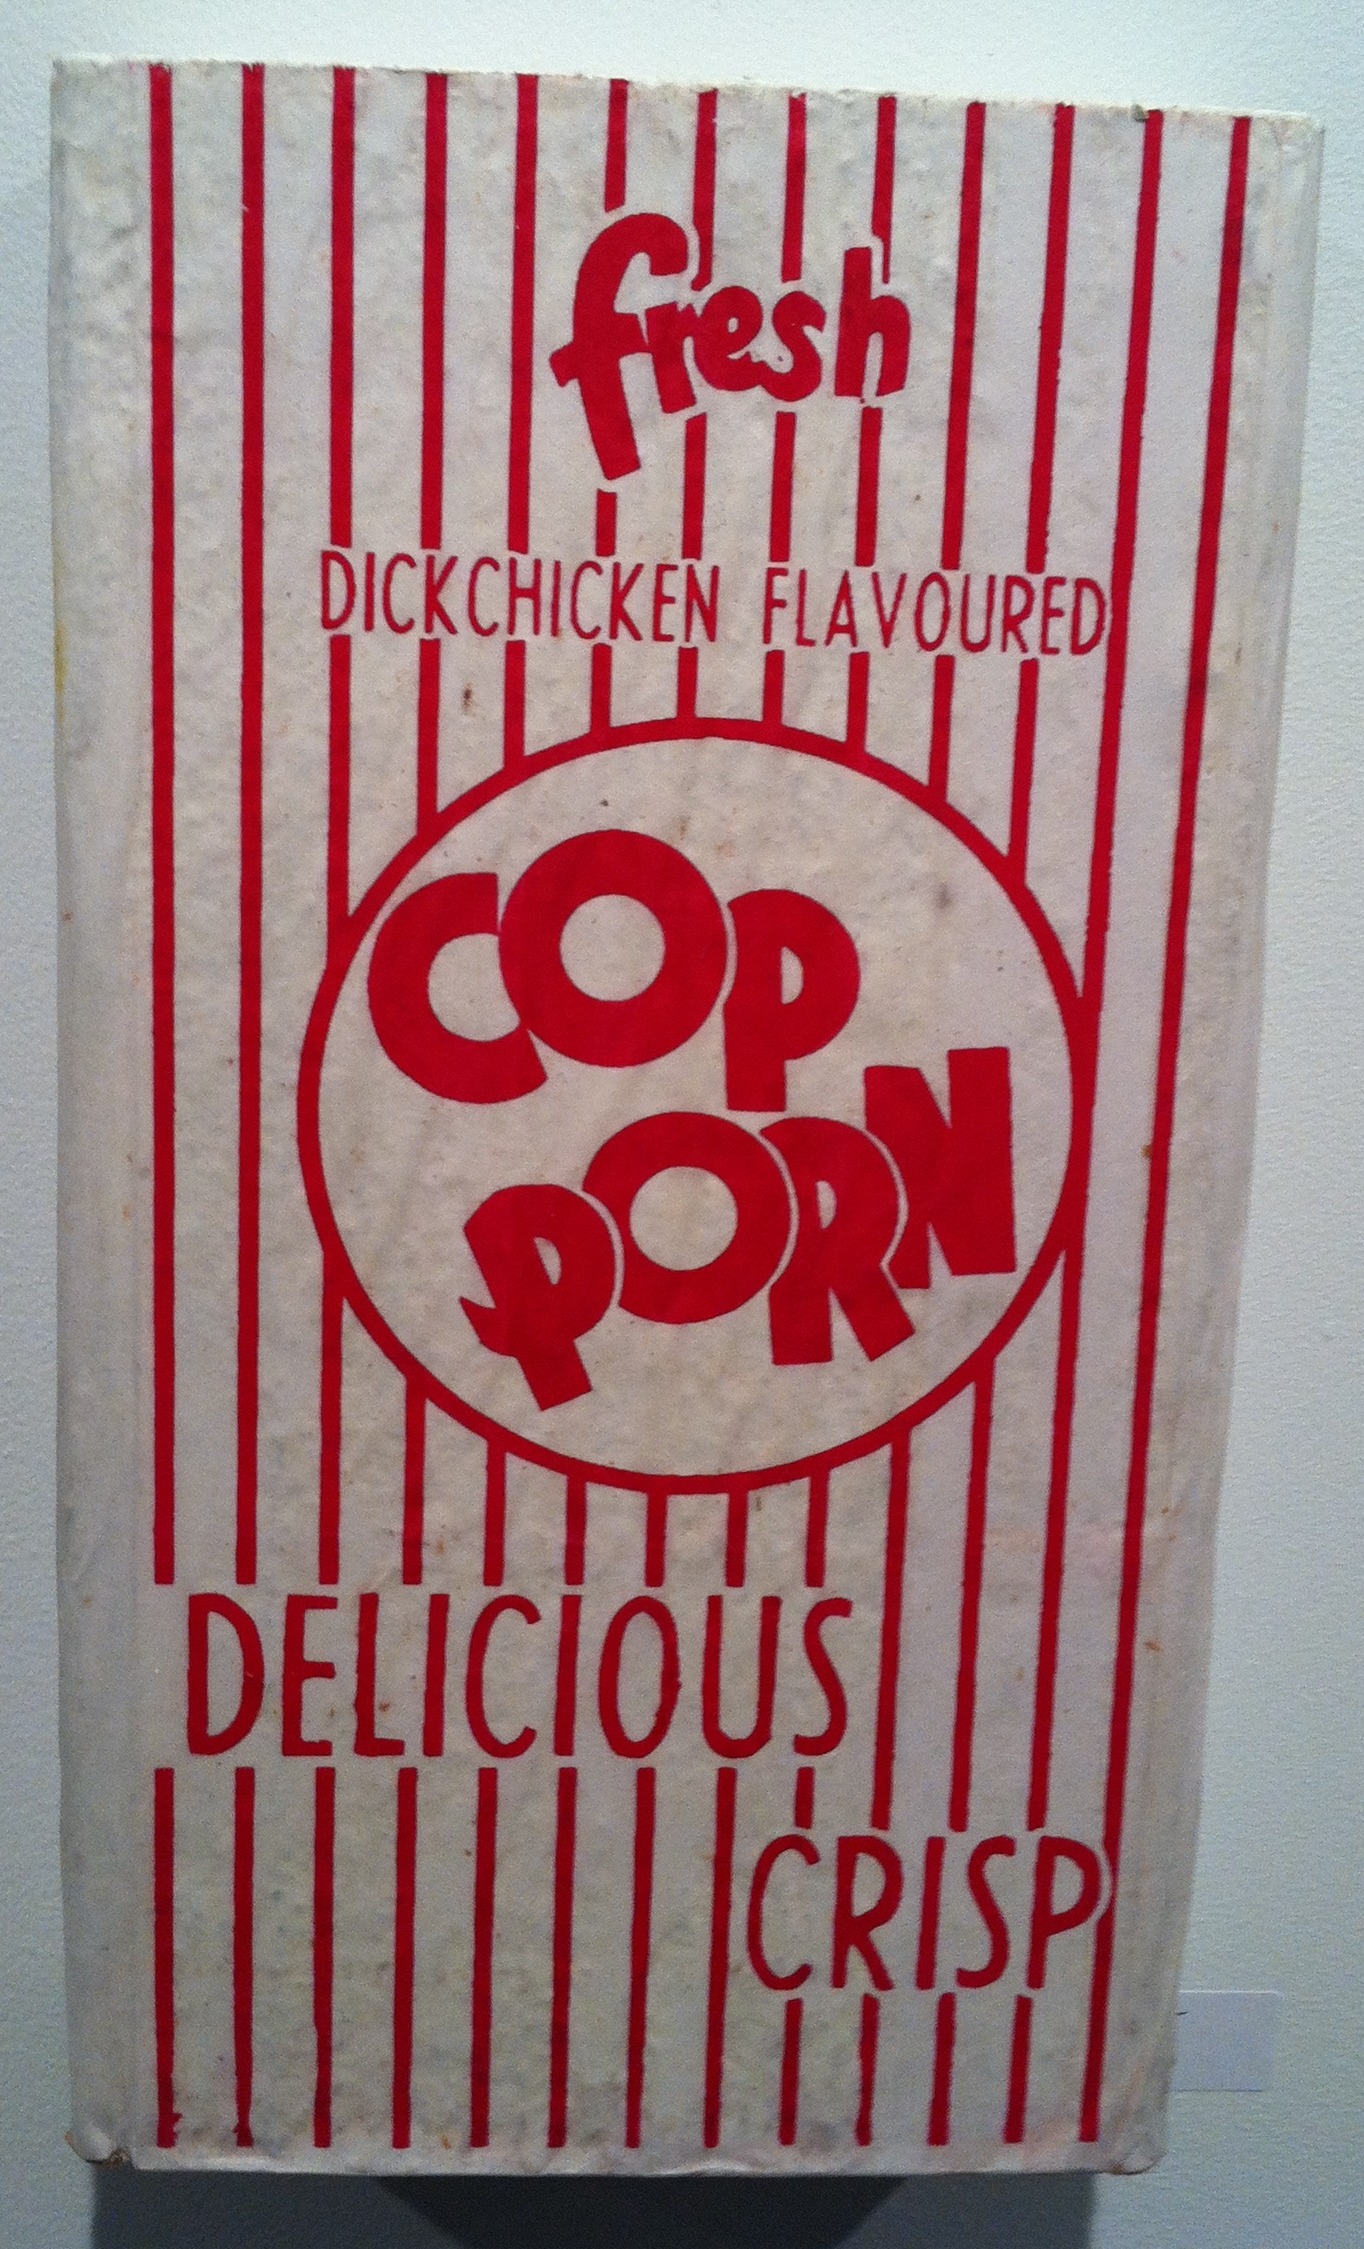 fresh
DICKCHICKEN FLAVOURED
COP
PORN
DELICIOUS
CRISP